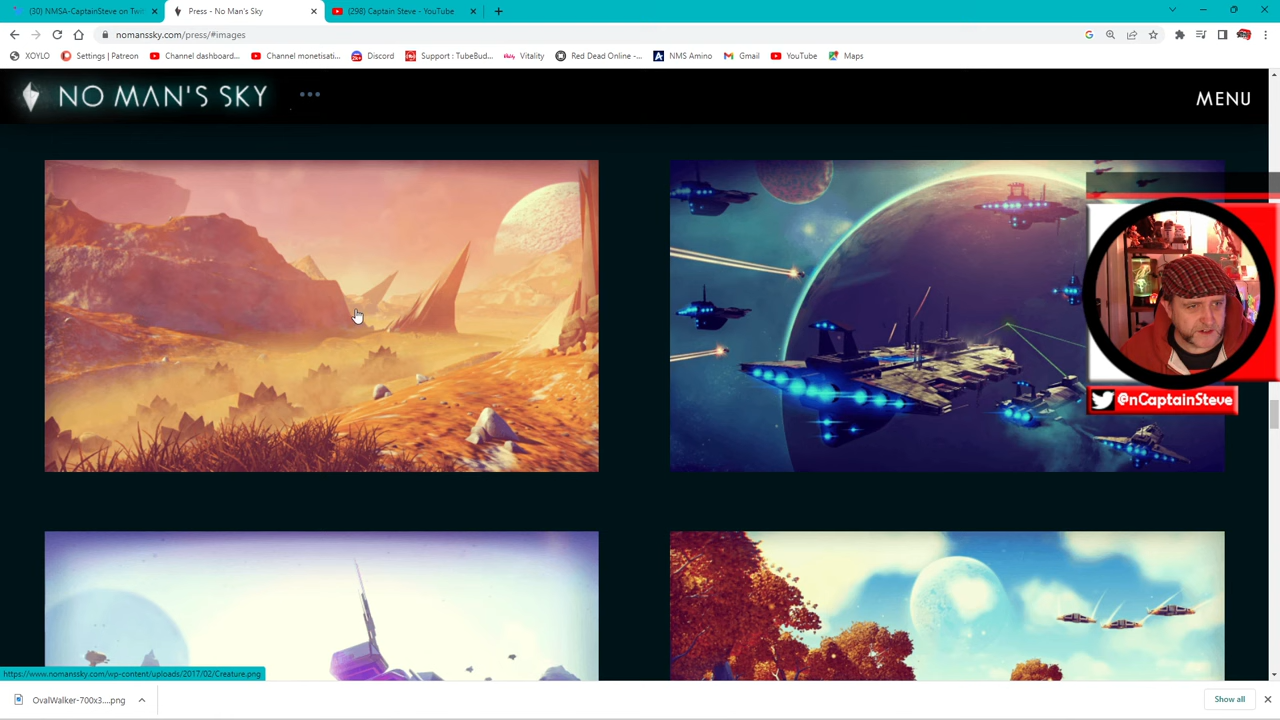 (30) NMSA-CaptainSteve on Twi
Press - No Man's Sky
(298) Captain Steve - YouTube
nomanssky.com/press/#images
XOYLO
Settings | Patreon
Channel dashboard...
Channel monetisati...
Discord
Support : TubeBud...
Vitality
Red Dead Online -...
NMS Amino
Gmail
YouTube
Maps
NO MAN'S SKY
MENU
@nCaptainSteve
https://www.nomanssky.com/wp-content/uploads/2017/02/Creature.png
OvalWalker-700x3....png
Show all